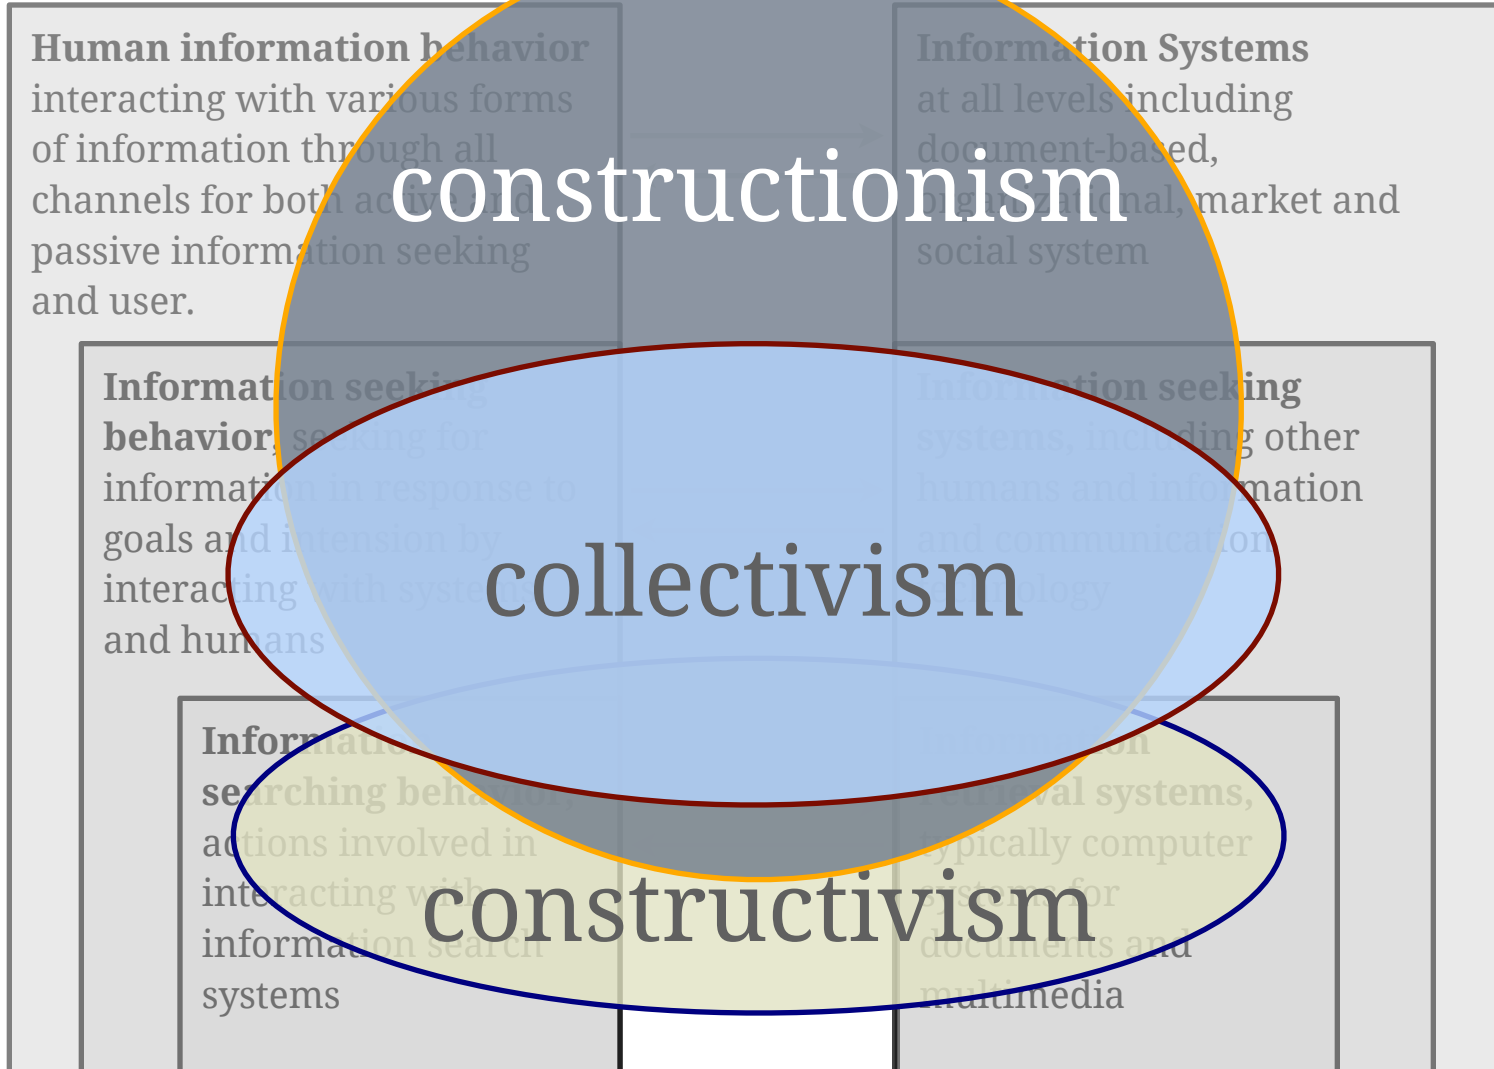 Human information behavior
interacting with various forms
of information through all
channels for both active and
passive information seeking
and user.
Information Systems
at all levels including
document-based,
organizational, market and
social system
constructionism
Information seeking
behavior, seeking for
information in response to
goals and intension by
interacting with systems
and humans
Information seeking
systems, including other
humans and information
and communication
technology
collectivism
Information
searching behavior,
actions involved in
interacting with
information search
systems
Information
retrieval systems,
typically computer
systems for
documents and
multimedia
constructivism